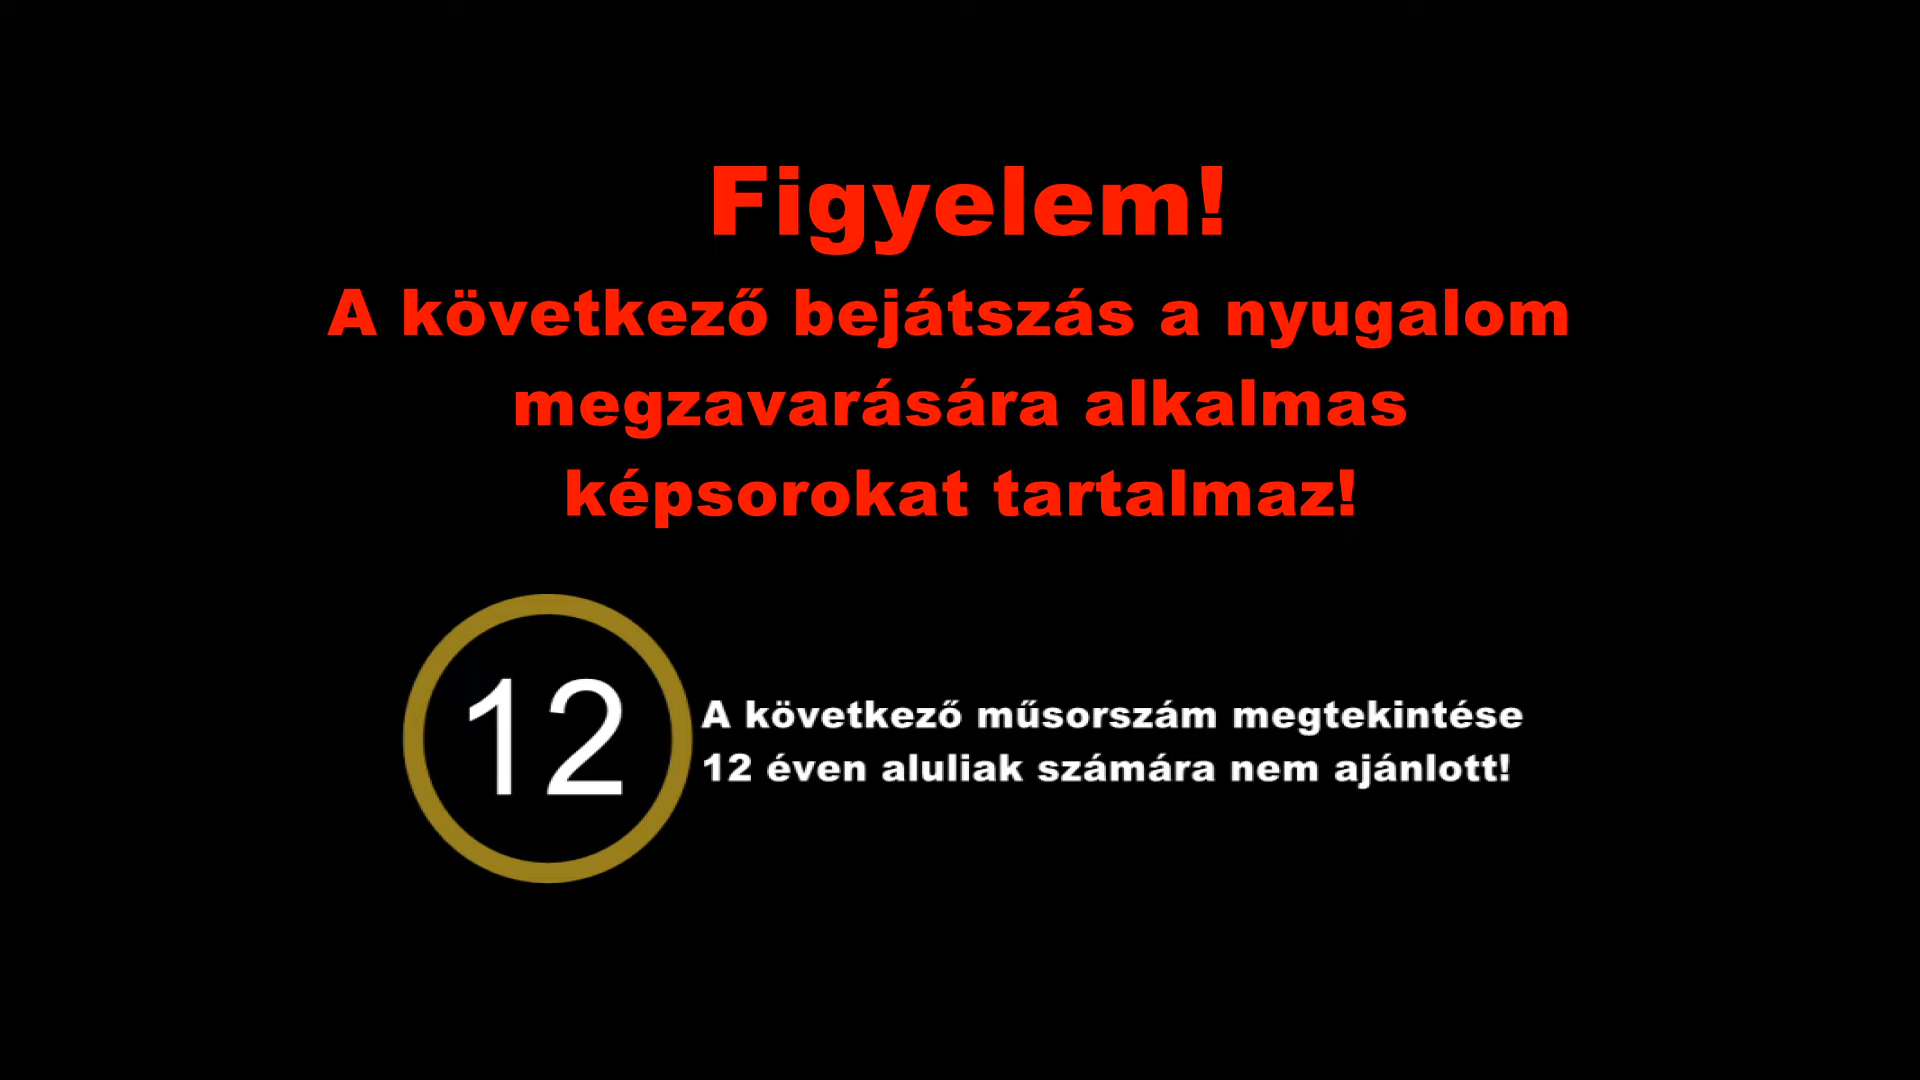 Figyelem!
A következő bejátszás a nyugalom
megzavarására alkalmas
képsorokat tartalmaz!
12
A következő műsorszám megtekintése
12 éven aluliak számára nem ajánlott!